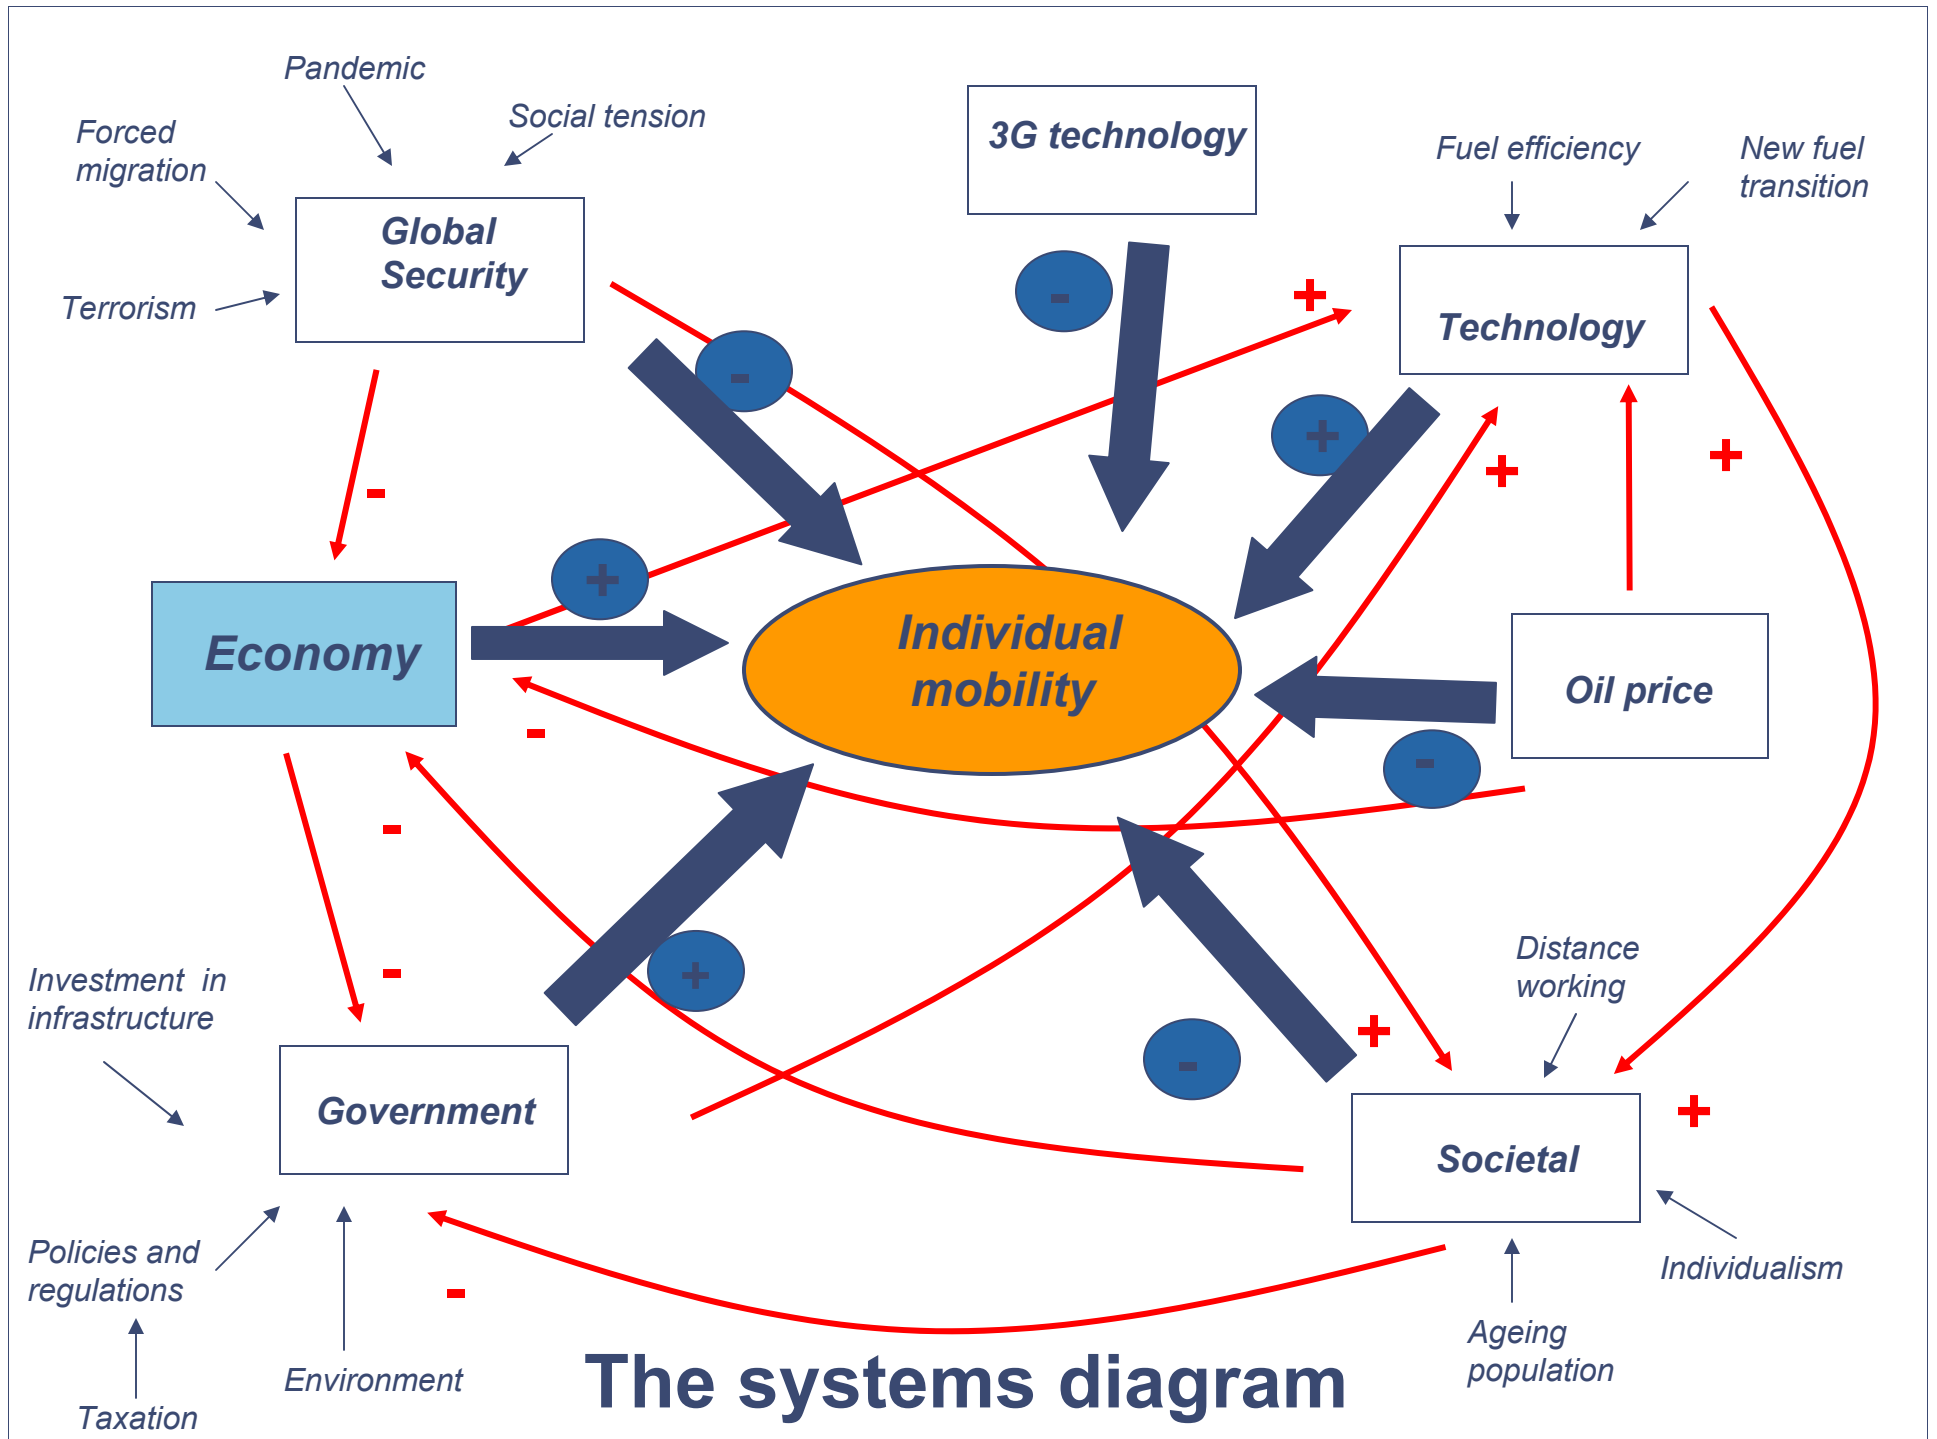 Pandemic
Social tension
Forced
migration
3G technology
Fuel efficiency
New fuel
transition
Global
Security
Terrorism
-
-
+
Technology
+
+
+
-
+
Individual
mobility
Economy
Oil price
-
-
-
Distance
working
Investment in
infrastructure
-
+
-
+
Government
+
Societal
Policies and
regulations
-
Individualism
Environment
Ageing
population
Taxation
The systems diagram